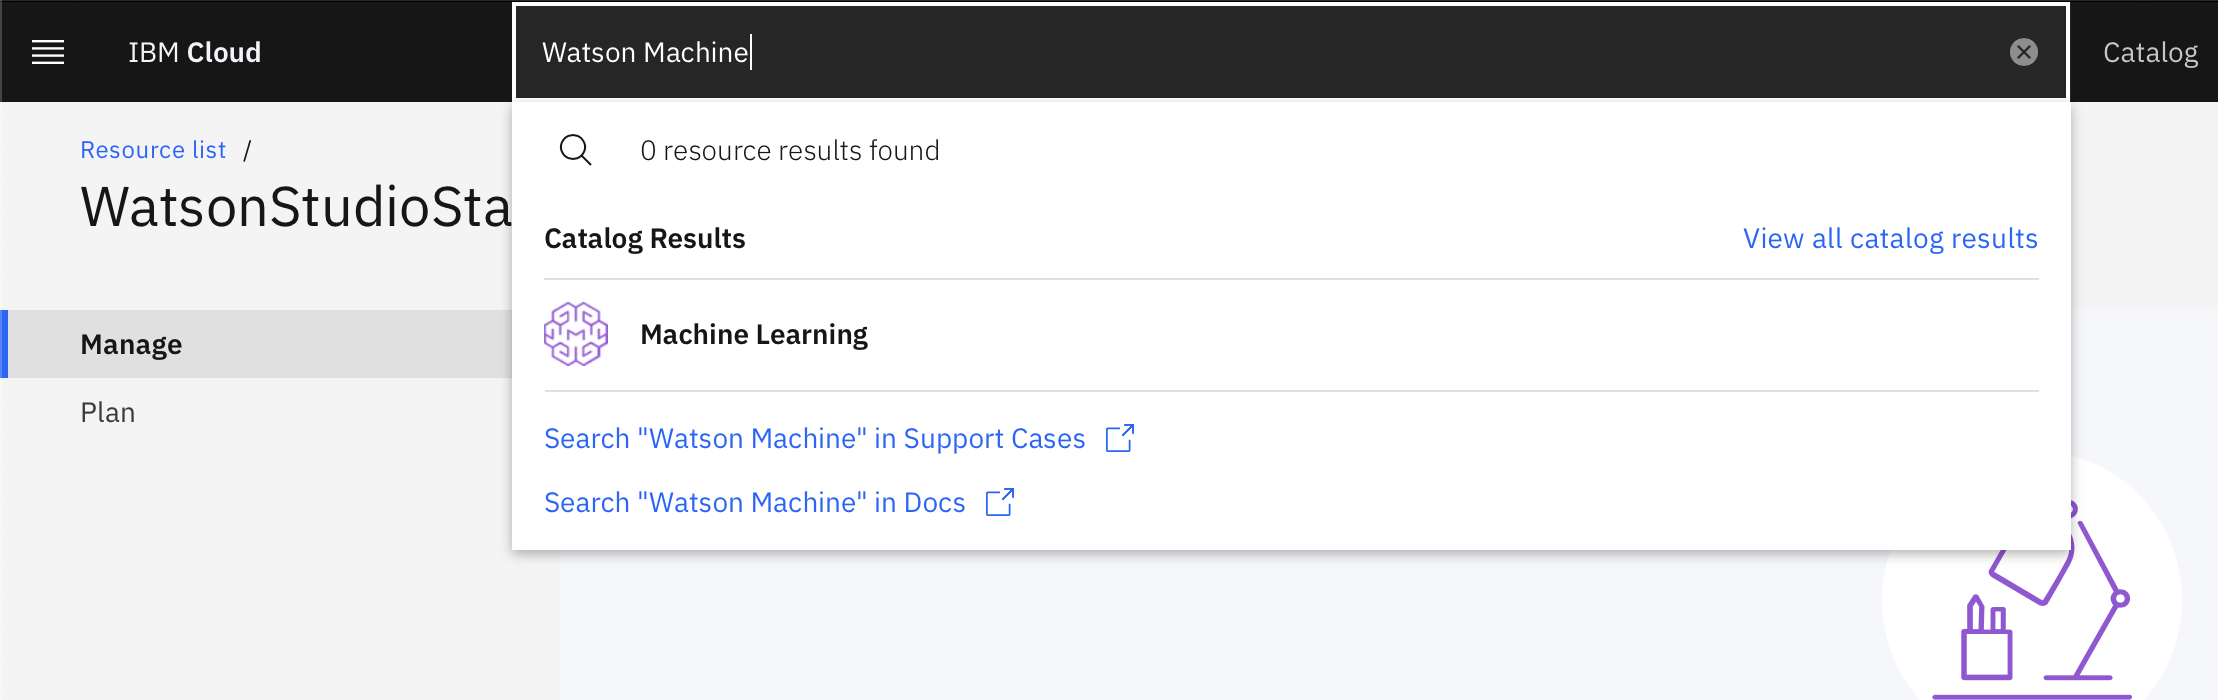 IBM Cloud
Watson Machine
Catalog
Resource list /
WatsonStudioSta
Manage
Plan
0 resource results found
Catalog Results
View all catalog results
Machine Learning
Search "Watson Machine" in Support Cases
Search "Watson Machine" in Docs